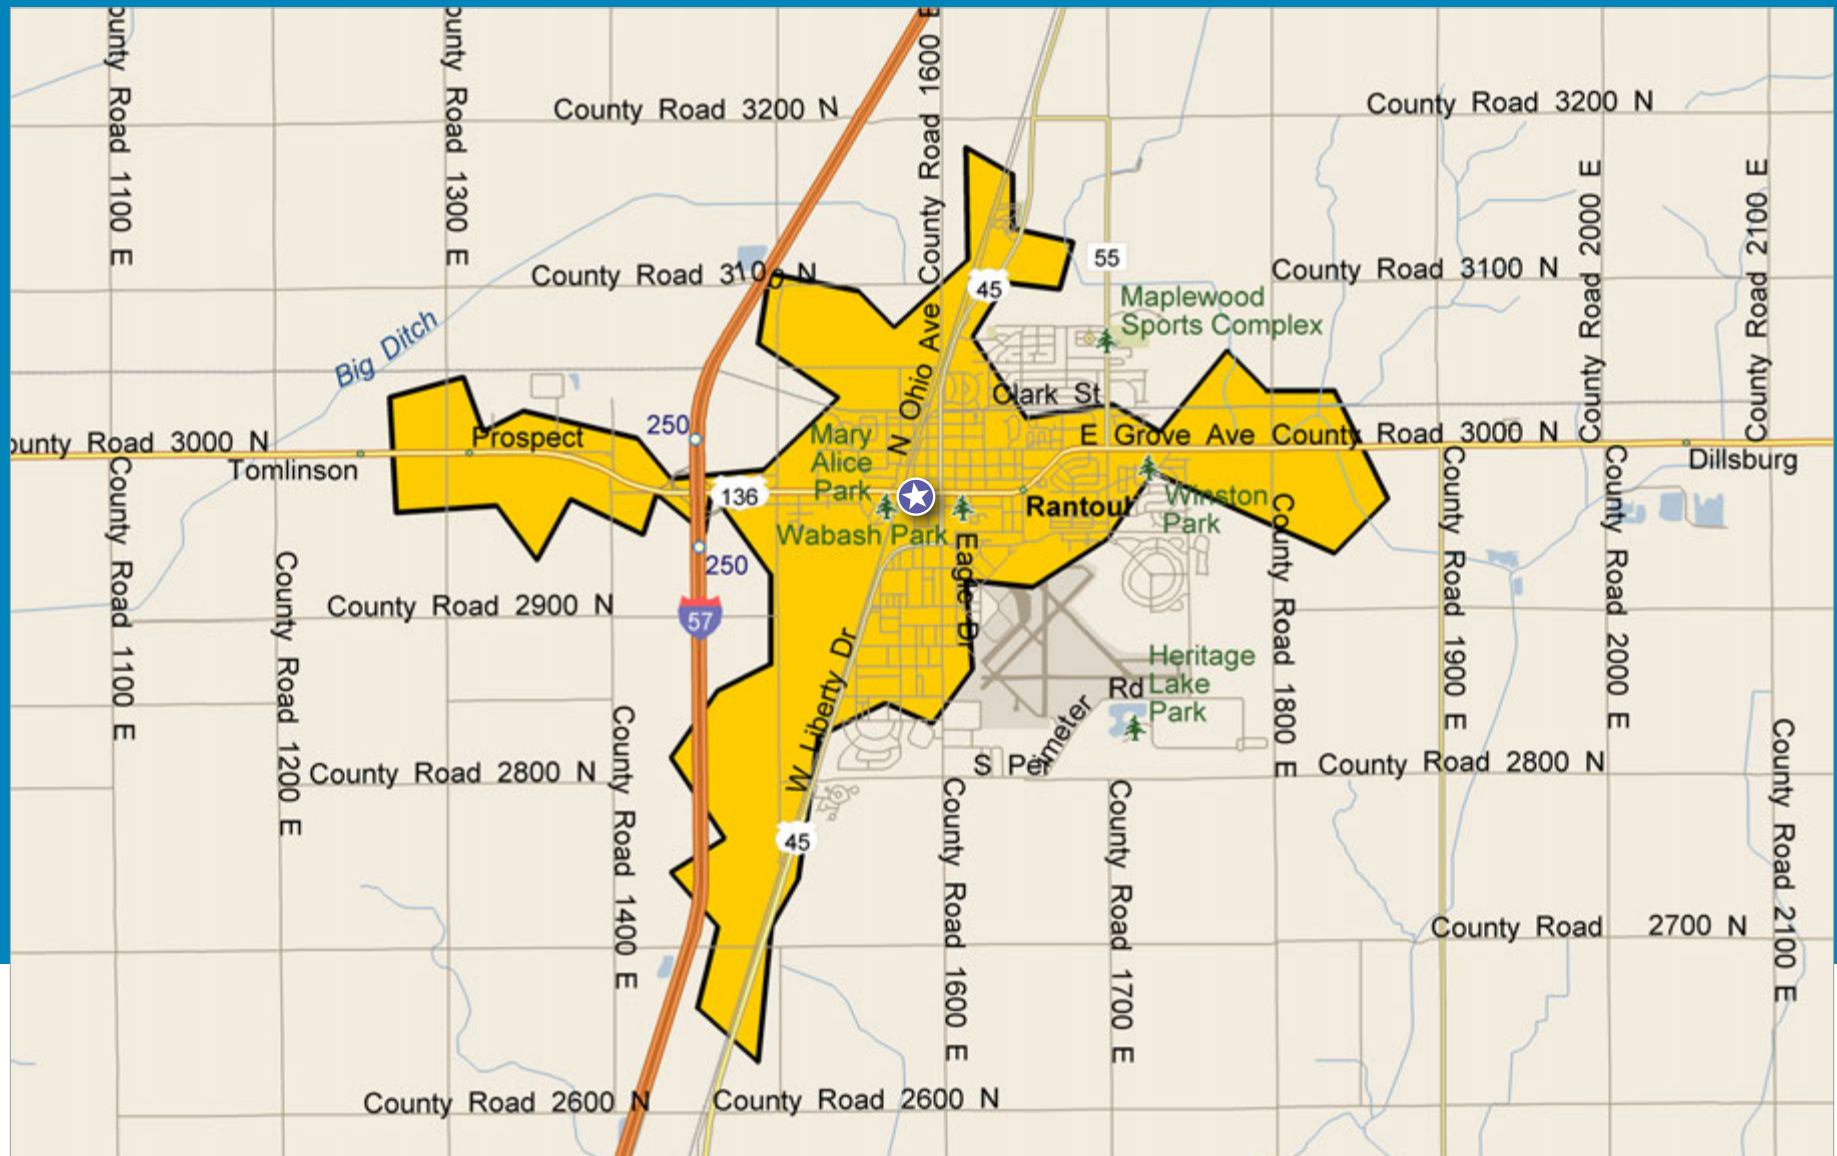 ounty Road 1100 E
ounty Road 1300 E
County Road 1600 E
County Road 3200 N
County Road 3200 N
County Road 2000 E
County Road 2100 E
55
County Road 3100 N
County Road 3100 N
45
Maplewood
Sports Complex
Big Ditch
N Ohio Ave
Clark St
250
Prospect
ounty Road 3000 N
Mary
Alice
Park
E Grove Ave County Road 3000 N
Tomlinson
Dillsburg
136
Rantoul
Winston
Park
Wabash Park
250
Eagle Dr
County Road 1100 E
County Road 1200 E
County Road 2900 N
57
County Road 1800 E
County Road 1900 E
County Road 2000 E
W Liberty Dr
Heritage
Lake
Park
S Perimeter Rd
County Road 2800 N
County Road 2800 N
County Road 1400 E
County Road 2100 E
45
County Road 1600 E
County Road 1700 E
County Road 2700 N
County Road 2600 N
County Road 2600 N